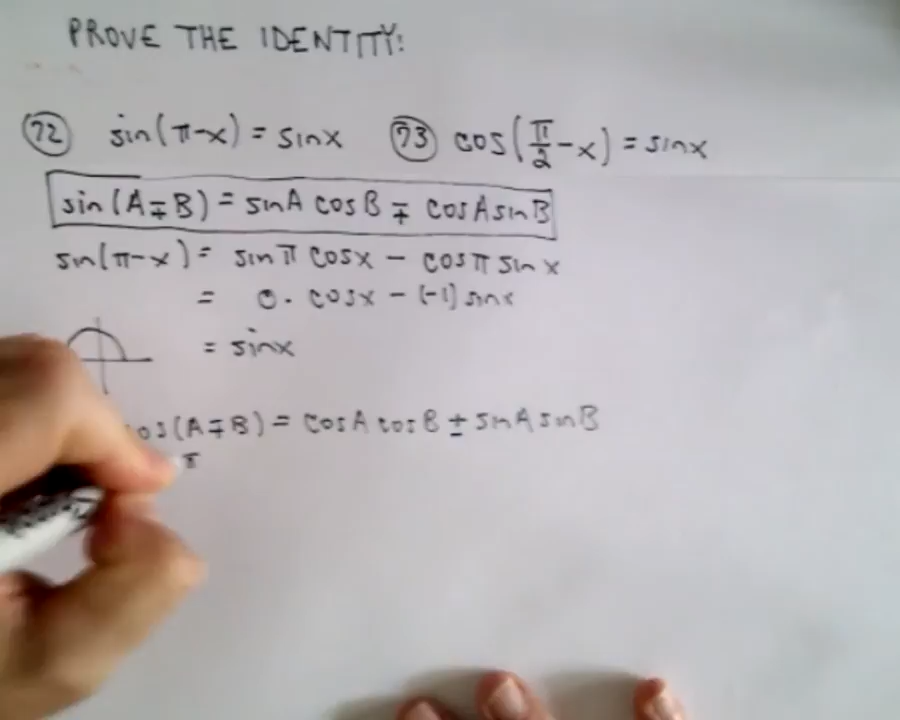 PROVE THE IDENTITY:
72 sin(π-x) = sinx 73 cos(π/2-x) = sinx
sin(A∓B) = sinA cosB ∓ cosA sinB
sin(π-x) = sinπ cosx - cosπ sinx
= 0. cosx - (-1) sinx
= sinx
os(A∓B) = cosA cosB ± sinA sinB
π